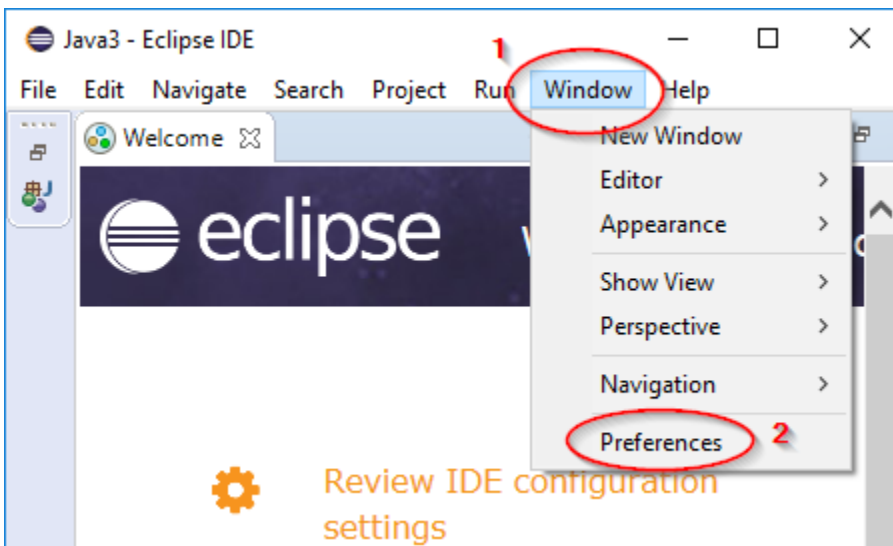 Java3 - Eclipse IDE
1
File Edit Navigate Search Project Run Window Help
Welcome
New Window
Editor
eclipse
Appearance
Show View
Perspective
Navigation
Preferences
2
Review IDE configuration
settings